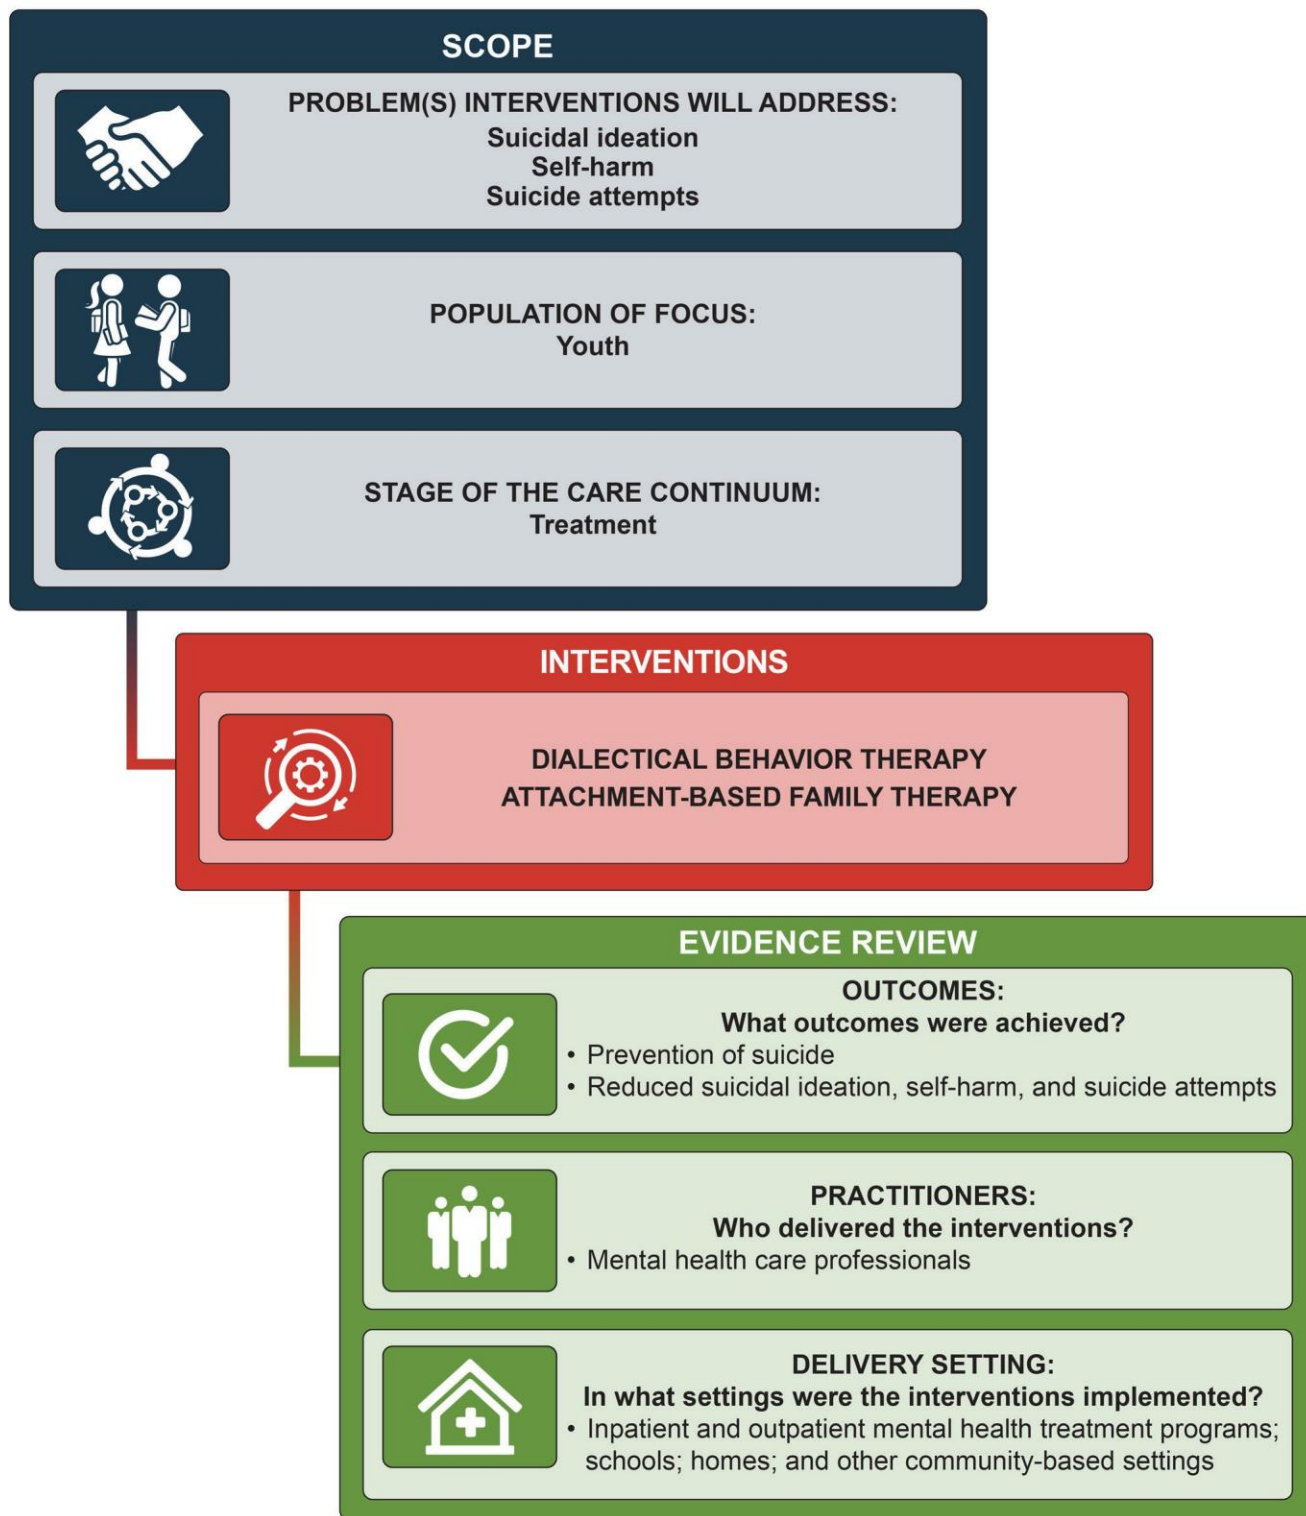 SCOPE
PROBLEM(S) INTERVENTIONS WILL ADDRESS:
Suicidal ideation
Self-harm
Suicide attempts
POPULATION OF FOCUS:
Youth
STAGE OF THE CARE CONTINUUM:
Treatment
INTERVENTIONS
DIALECTICAL BEHAVIOR THERAPY
ATTACHMENT-BASED FAMILY THERAPY
EVIDENCE REVIEW
OUTCOMES:
What outcomes were achieved?
• Prevention of suicide
• Reduced suicidal ideation, self-harm, and suicide attempts
PRACTITIONERS:
Who delivered the interventions?
• Mental health care professionals
DELIVERY SETTING:
In what settings were the interventions implemented?
• Inpatient and outpatient mental health treatment programs;
schools; homes; and other community-based settings